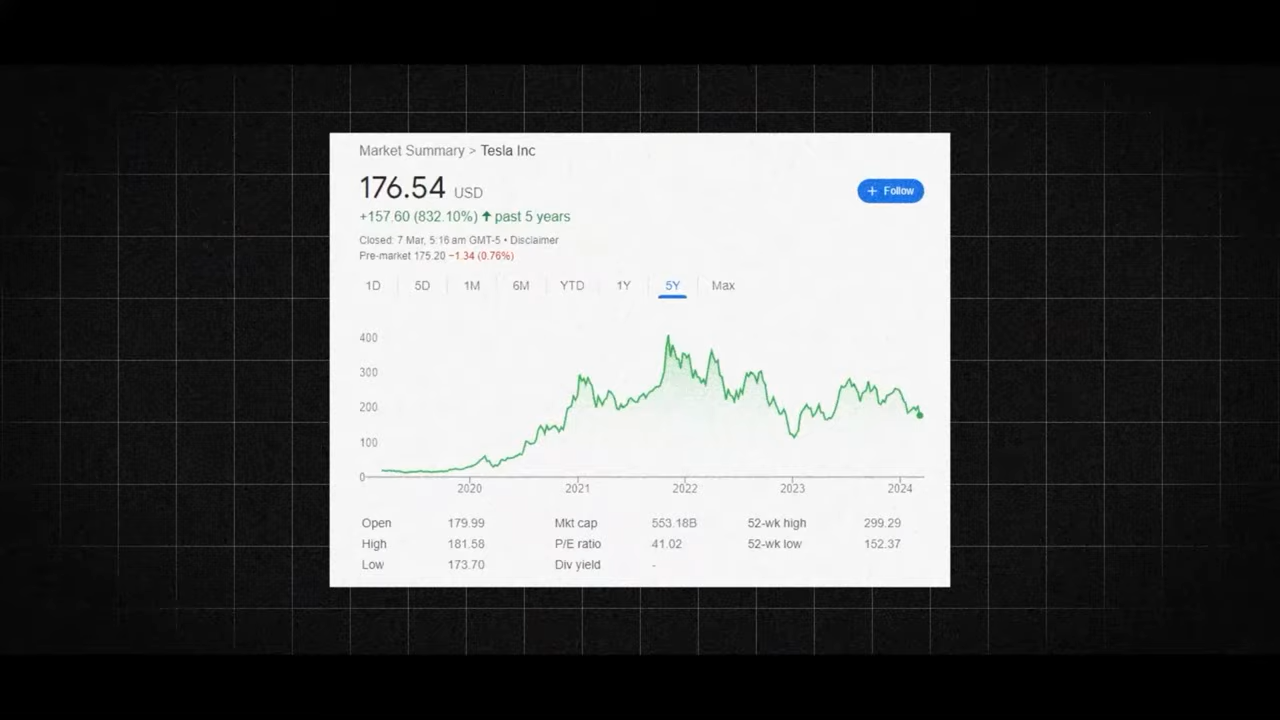 Market Summary > Tesla Inc
176.54 USD
+ Follow
+157.60 (832.10%) ↑ past 5 years
Closed: 7 Mar, 5:16 am GMT-5 • Disclaimer
Pre-market 175.20 −1.34 (0.76%)
1D 5D 1M 6M YTD 1Y 5Y Max
400
300
200
100
0
2020 2021 2022 2023 2024
Open 179.99 Mkt cap 553.18B 52-wk high 299.29
High 181.58 P/E ratio 41.02 52-wk low 152.37
Low 173.70 Div yield -